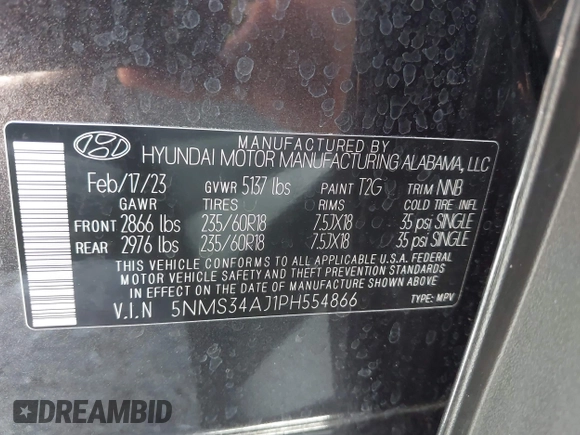 MANUFACTURED BY
HYUNDAI MOTOR MANUFACTURING ALABAMA, LLC
Feb/17/23 GVWR 5137 lbs PAINT T2G TRIM NNB
GAWR TIRES RIMS COLD TIRE INFL
FRONT 2866 lbs 235/60R18 7.5JX18 35 psi SINGLE
REAR 2976 lbs 235/60R18 7.5JX18 35 psi SINGLE
THIS VEHICLE CONFORMS TO ALL APPLICABLE U.S.A. FEDERAL
MOTOR VEHICLE SAFETY AND THEFT PREVENTION STANDARDS
IN EFFECT ON THE DATE OF MANUFACTURE SHOWN ABOVE.
V.I.N 5NMS34AJ1PH554866 TYPE: MPV
DREAMBID